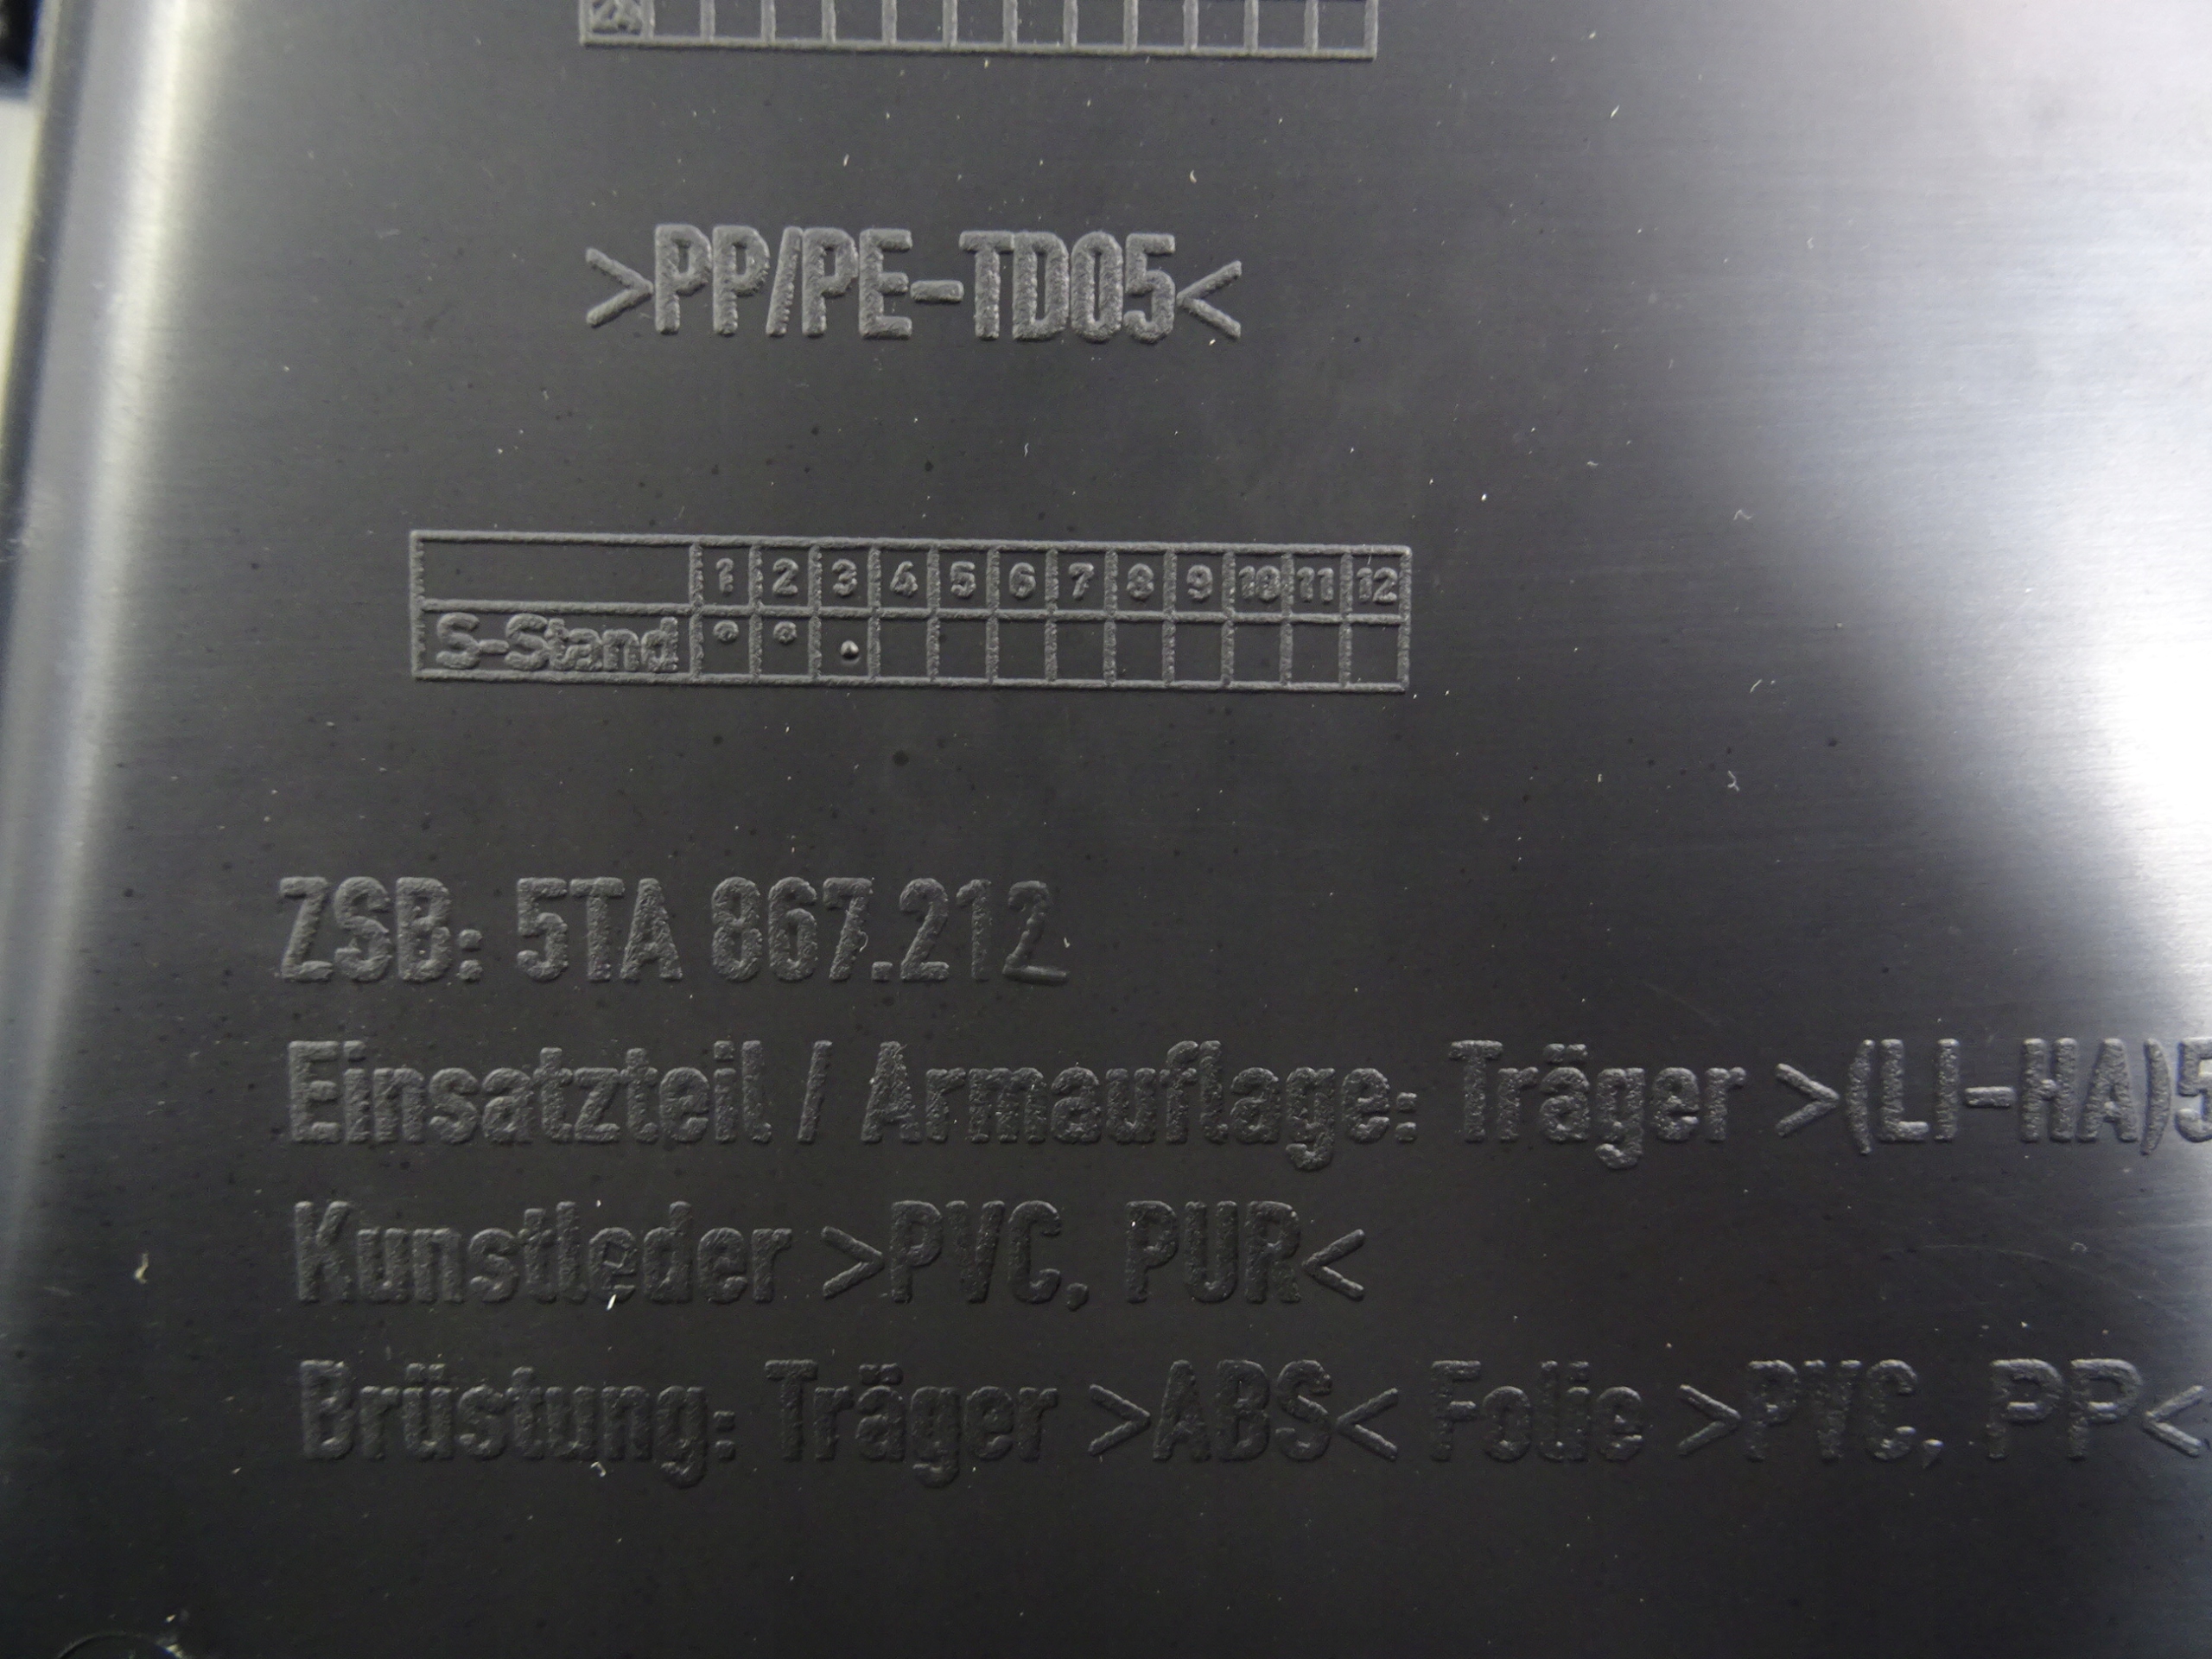 24
>PP/PE-TD05<
1 2 3 4 5 6 7 8 9 10 11 12
S-Stand
ZSB: 5TA 867.212
Einsatzteil / Armauflage: Träger >(LI-HA)5
Kunstleder >PVC, PUR<
Brüstung: Träger >ABS< Folie >PVC, PP<